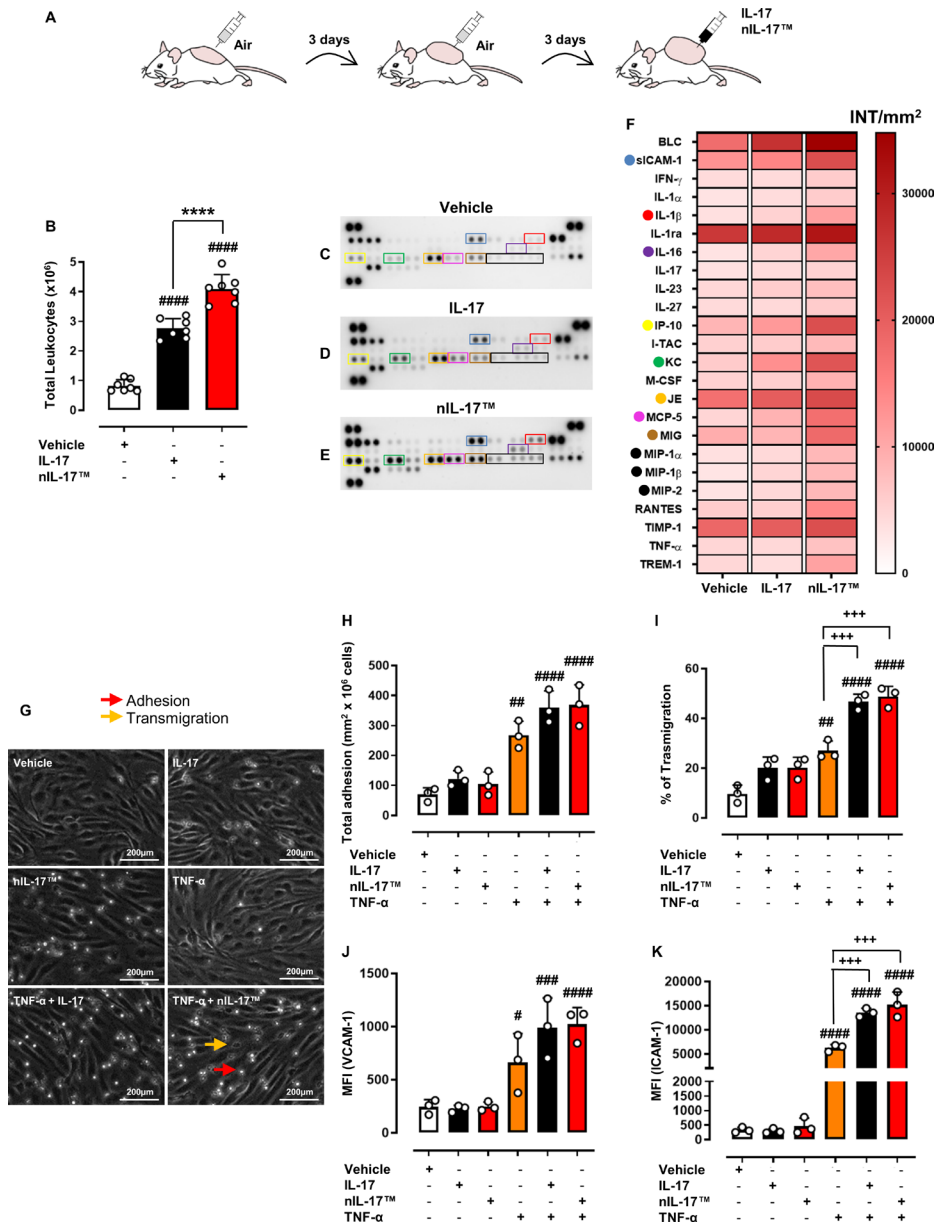 A
Air
3 days
Air
3 days
IL-17
nIL-17™
B
****
####
####
Total Leukocytes (x10⁶)
5
4
3
2
1
0
Vehicle + - -
IL-17 - + -
nIL-17™ - - +
Vehicle
C
IL-17
D
nIL-17™
E
F
INT/mm²
BLC
sICAM-1
IFN-γ
IL-1α
IL-1β
IL-1ra
IL-16
IL-17
IL-23
IL-27
IP-10
I-TAC
KC
M-CSF
JE
MCP-5
MIG
MIP-1α
MIP-1β
MIP-2
RANTES
TIMP-1
TNF-α
TREM-1
Vehicle IL-17 nIL-17™
30000
20000
10000
0
G
Adhesion
Transmigration
Vehicle
200µm
IL-17
200µm
nIL-17™
200µm
TNF-α
200µm
TNF-α + IL-17
200µm
TNF-α + nIL-17™
200µm
H
Total adhesion (mm² x 10⁶ cells)
500
400
300
200
100
0
##
####
####
Vehicle + - - - - -
IL-17 - + - - + -
nIL-17™ - - + - - +
TNF-α - - - + + +
I
% of Trasmigration
60
40
20
0
+++
+++
##
####
####
Vehicle + - - - - -
IL-17 - + - - + -
nIL-17™ - - + - - +
TNF-α - - - + + +
J
MFI (VCAM-1)
1500
1000
500
0
#
###
####
Vehicle + - - - - -
IL-17 - + - - + -
nIL-17™ - - + - - +
TNF-α - - - + + +
K
MFI (ICAM-1)
20000
15000
10000
5000
2000
1500
1000
500
0
+++
+++
####
####
####
Vehicle + - - - - -
IL-17 - + - - + -
nIL-17™ - - + - - +
TNF-α - - - + + +